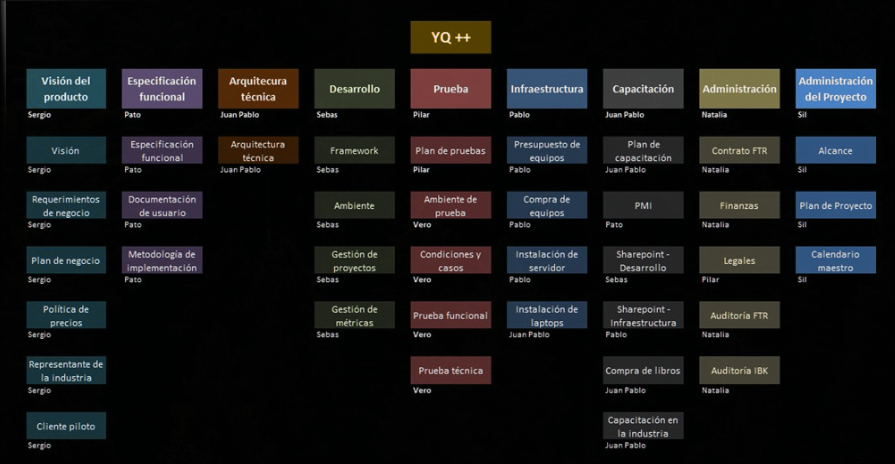 YQ ++
Visión del
producto
Sergio
Especificación
funcional
Pato
Arquitecura
técnica
Juan Pablo
Desarrollo
Sebas
Prueba
Pilar
Infraestructura
Pablo
Capacitación
Juan Pablo
Administración
Natalia
Administración
del Proyecto
Sil
Visión
Sergio
Especificación
funcional
Pato
Arquitectura
técnica
Juan Pablo
Framework
Sebas
Plan de pruebas
Pilar
Presupuesto de
equipos
Pablo
Plan de
capacitación
Juan Pablo
Contrato FTR
Natalia
Alcance
Sil
Requerimientos
de negocio
Sergio
Documentación
de usuario
Pato
Ambiente
Sebas
Ambiente de
prueba
Vero
Compra de
equipos
Pablo
PMI
Pato
Finanzas
Natalia
Plan de Proyecto
Sil
Plan de negocio
Sergio
Metodología de
implementación
Pato
Gestión de
proyectos
Sebas
Condiciones y
casos
Vero
Instalación de
servidor
Pablo
Sharepoint -
Desarrollo
Sebas
Legales
Pilar
Calendario
maestro
Sil
Política de
precios
Sergio
Gestión de
métricas
Sebas
Prueba funcional
Vero
Instalación de
laptops
Juan Pablo
Sharepoint -
Infraestructura
Pablo
Auditoría FTR
Natalia
Representante de
la industria
Sergio
Prueba técnica
Vero
Compra de libros
Juan Pablo
Auditoría IBK
Natalia
Cliente piloto
Sergio
Capacitación en
la industria
Juan Pablo